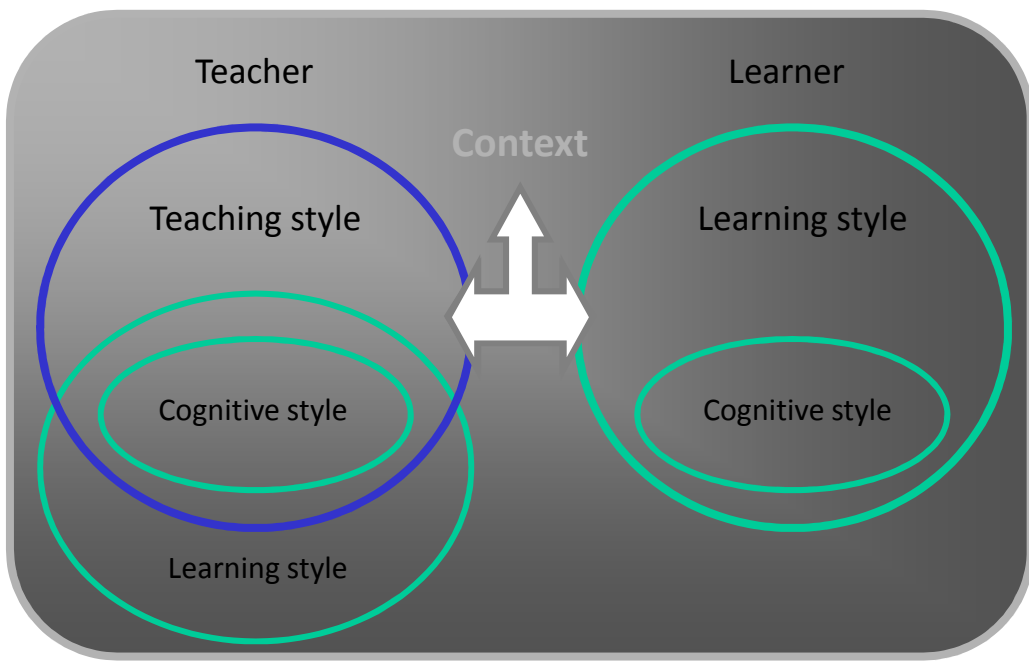 Teacher
Learner
Context
Teaching style
Learning style
Cognitive style
Cognitive style
Learning style